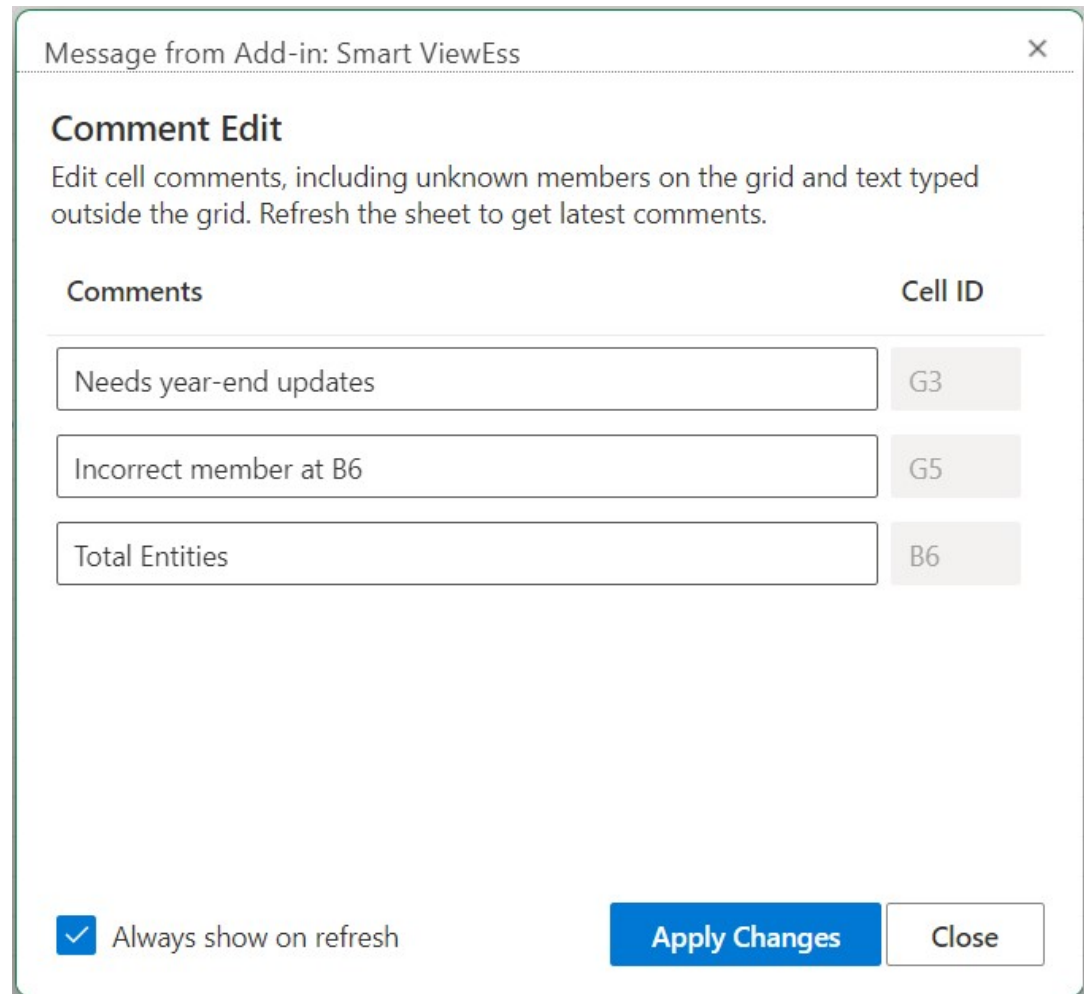 Message from Add-in: Smart ViewEss
Comment Edit
Edit cell comments, including unknown members on the grid and text typed
outside the grid. Refresh the sheet to get latest comments.
Comments Cell ID
Needs year-end updates G3
Incorrect member at B6 G5
Total Entities B6
Always show on refresh Apply Changes Close